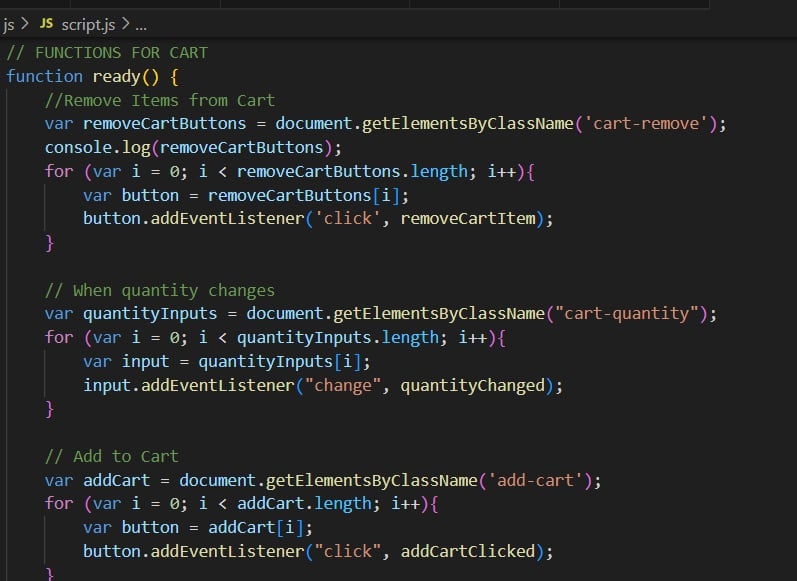 js > JS script.js > ...
// FUNCTIONS FOR CART
function ready() {
    //Remove Items from Cart
    var removeCartButtons = document.getElementsByClassName('cart-remove');
    console.log(removeCartButtons);
    for (var i = 0; i < removeCartButtons.length; i++){
        var button = removeCartButtons[i];
        button.addEventListener('click', removeCartItem);
    }
    // When quantity changes
    var quantityInputs = document.getElementsByClassName("cart-quantity");
    for (var i = 0; i < quantityInputs.length; i++){
        var input = quantityInputs[i];
        input.addEventListener("change", quantityChanged);
    }
    // Add to Cart
    var addCart = document.getElementsByClassName('add-cart');
    for (var i = 0; i < addCart.length; i++){
        var button = addCart[i];
        button.addEventListener("click", addCartClicked);
    }